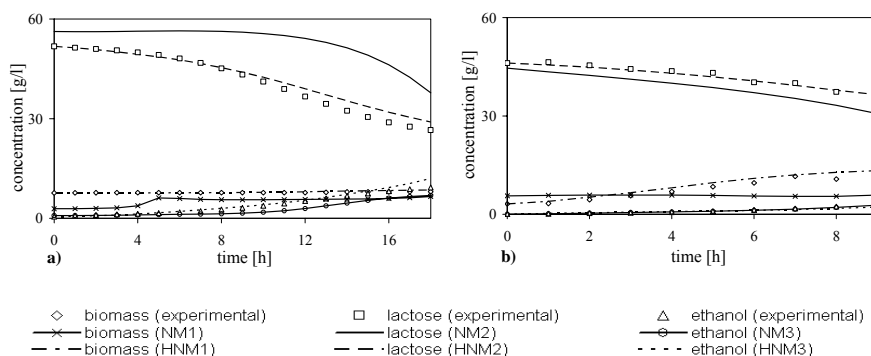 60
30
0
concentration [g/l]
0
4
8
12
16
a)
time [h]
60
30
0
concentration [g/l]
0
2
4
6
8
b)
time [h]
biomass (experimental)
lactose (experimental)
ethanol (experimental)
biomass (NM1)
lactose (NM2)
ethanol (NM3)
biomass (HNM1)
lactose (HNM2)
ethanol (HNM3)